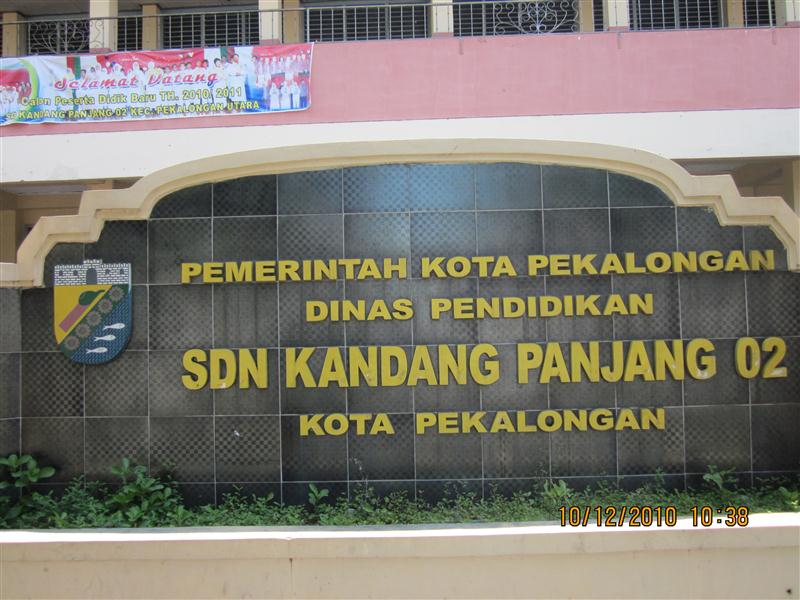 Selamat Datang
Calon Peserta Didik Baru TH. 2010/2011
SD KANDANG PANJANG 02 KEC. PEKALONGAN UTARA
PEMERINTAH KOTA PEKALONGAN
DINAS PENDIDIKAN
SDN KANDANG PANJANG 02
KOTA PEKALONGAN
10/12/2010 10:38